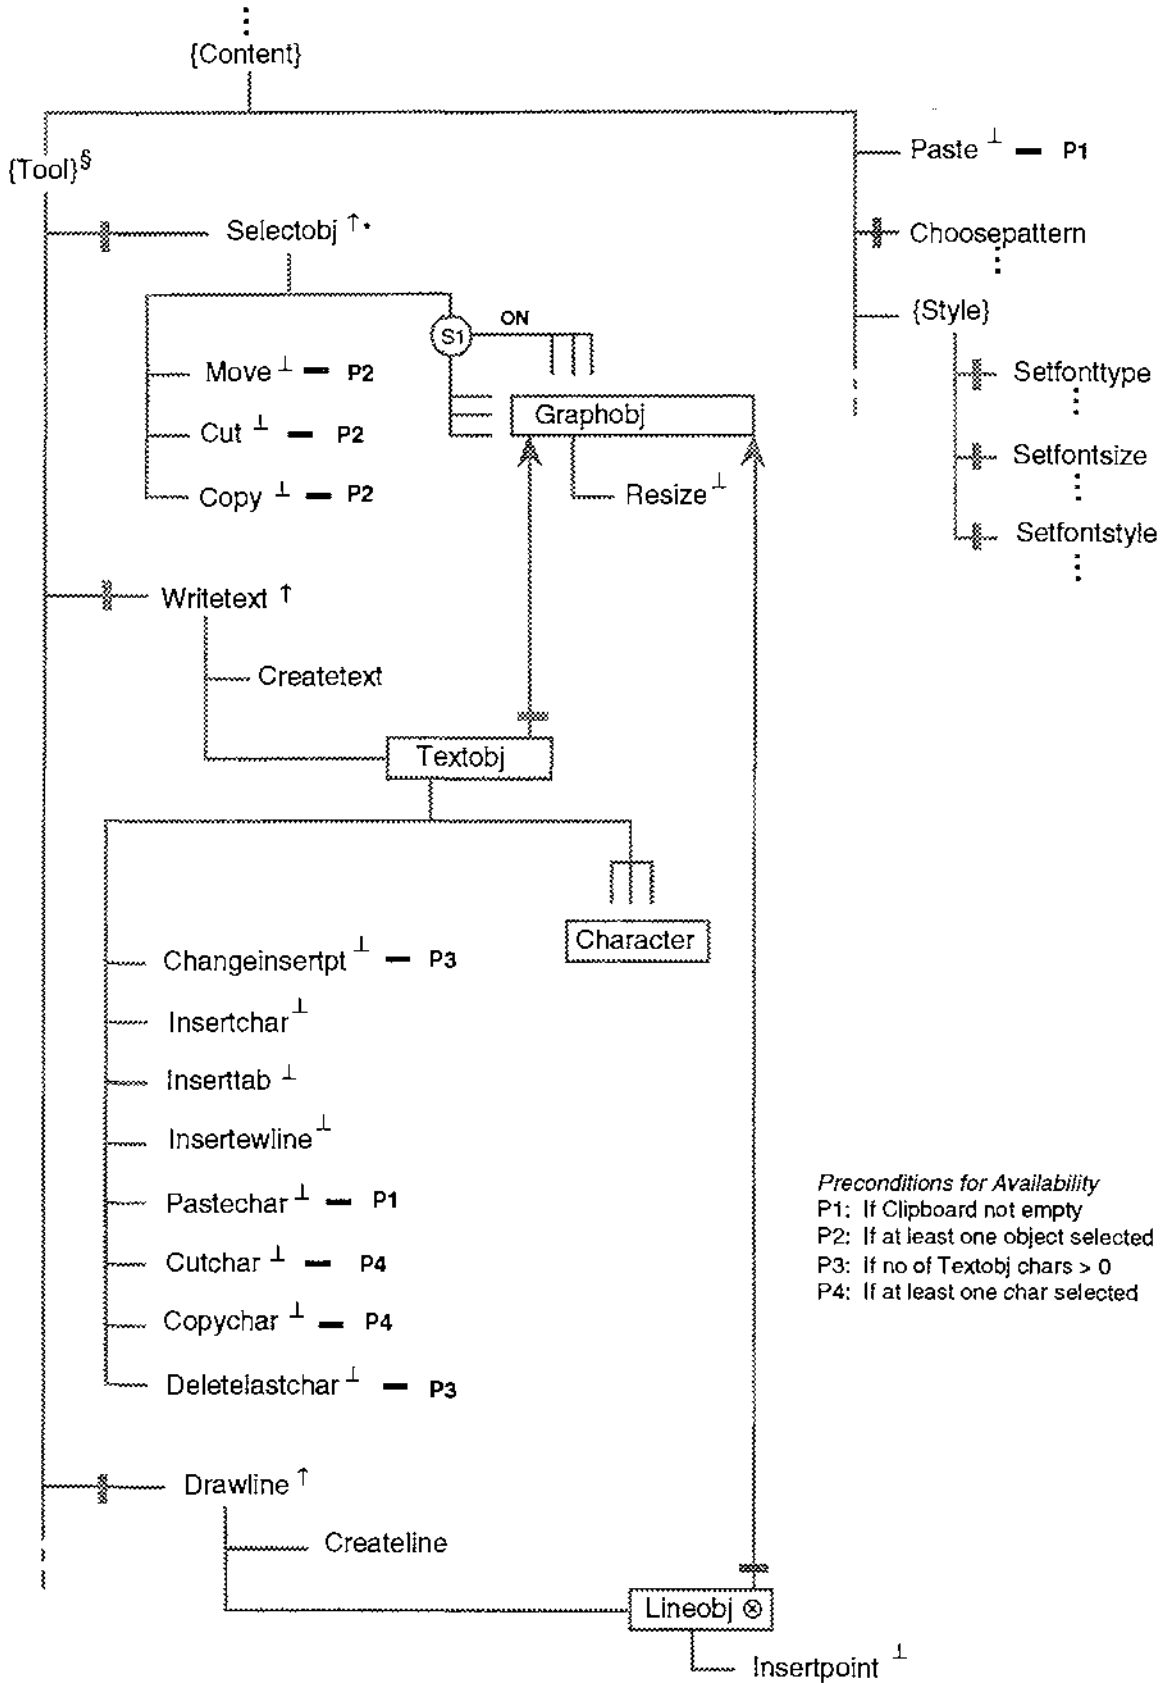 {Content}
{Tool}§
Paste ⊥ — P1
Selectobj ↑*
Choosepattern
ON
S1
{Style}
Move ⊥ — P2
Setfonttype
Graphobj
Cut ⊥ — P2
Setfontsize
Copy ⊥ — P2
Resize ⊥
Setfontstyle
Writetext ↑
Createtext
Textobj
Character
Changeinsertpt ⊥ — P3
Insertchar ⊥
Inserttab ⊥
Insertewline ⊥
Pastechar ⊥ — P1
Cutchar ⊥ — P4
Copychar ⊥ — P4
Deletelastchar ⊥ — P3
Preconditions for Availability
P1: If Clipboard not empty
P2: If at least one object selected
P3: If no of Textobj chars > 0
P4: If at least one char selected
Drawline ↑
Createline
Lineobj ⊗
Insertpoint ⊥